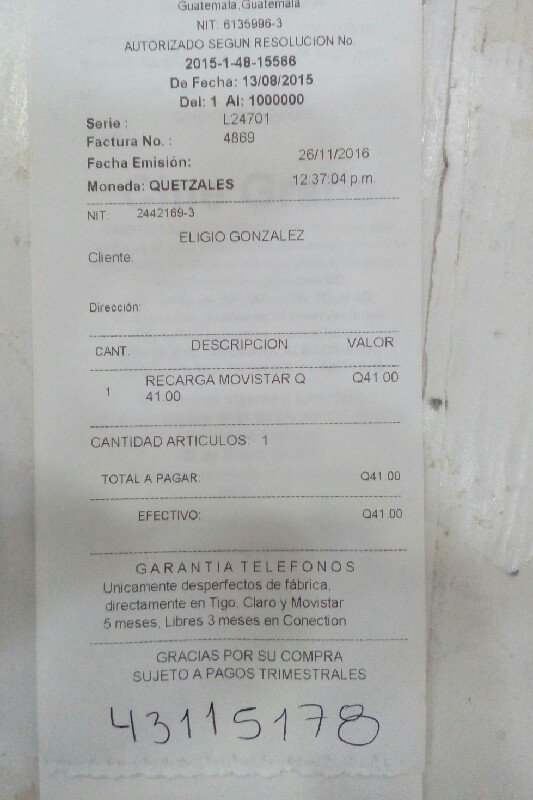 Guatemala, Guatemala
NIT: 6135996-3
AUTORIZADO SEGUN RESOLUCION No.
2015-1-48-15566
De Fecha: 13/08/2015
Del: 1 Al: 1000000
Serie : L24701
Factura No. : 4869
Fecha Emisión: 26/11/2016
Moneda: QUETZALES 12:37:04 p.m.
NIT: 2442169-3
ELIGIO GONZALEZ
Cliente:
Dirección:
CANT. DESCRIPCION VALOR
1 RECARGA MOVISTAR Q Q41.00
41.00
CANTIDAD ARTICULOS: 1
TOTAL A PAGAR: Q41.00
EFECTIVO: Q41.00
GARANTIA TELEFONOS
Unicamente desperfectos de fábrica,
directamente en Tigo, Claro y Movistar
5 meses, Libres 3 meses en Conection
GRACIAS POR SU COMPRA
SUJETO A PAGOS TRIMESTRALES
43115178